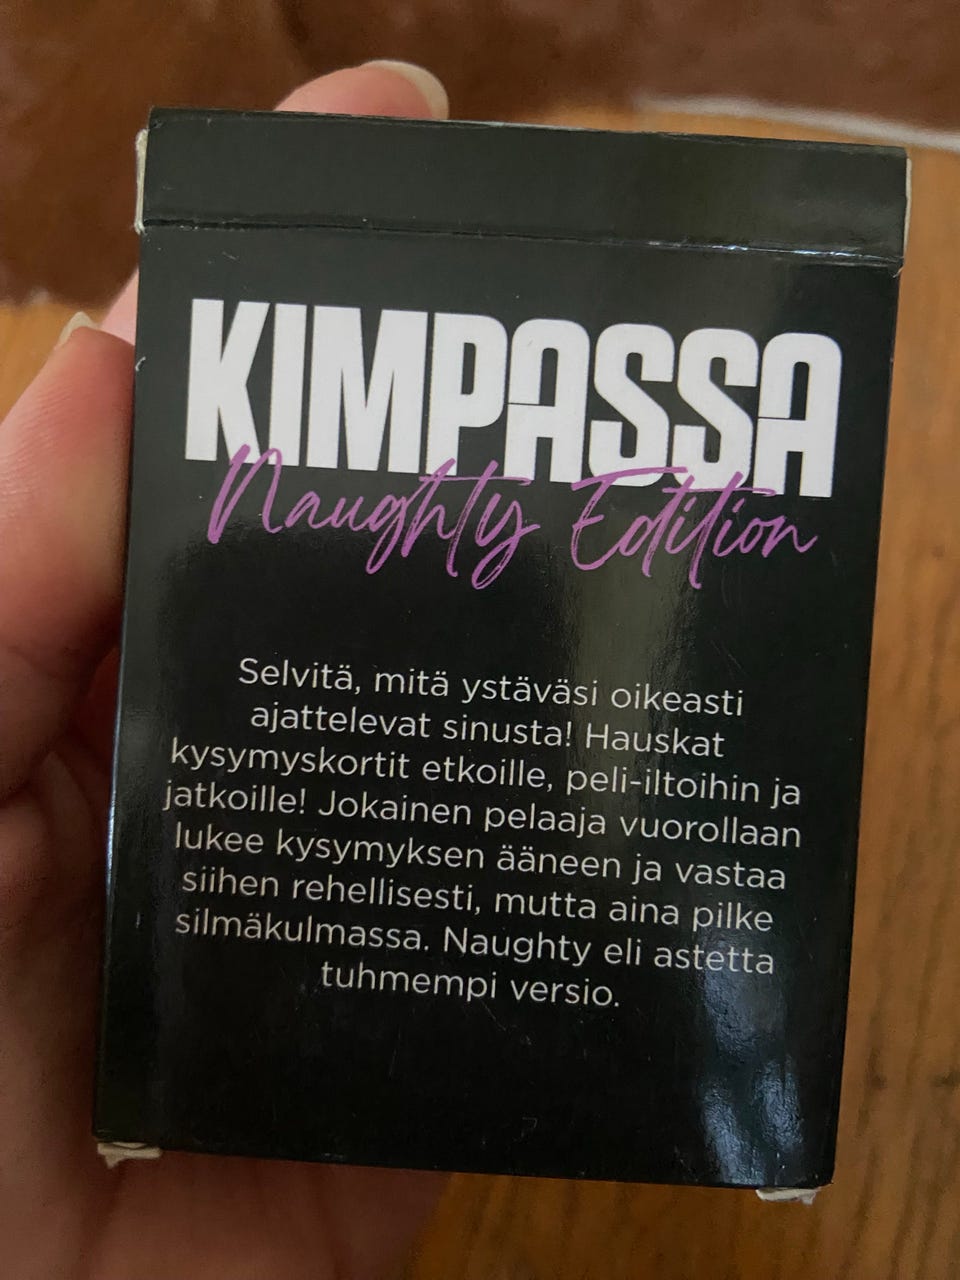 KIMPASSA
Naughty Edition
Selvitä, mitä ystäväsi oikeasti
ajattelevat sinusta! Hauskat
kysymyskortit etkoille, peli-iltoihin ja
jatkoille! Jokainen pelaaja vuorollaan
lukee kysymyksen ääneen ja vastaa
siihen rehellisesti, mutta aina pilke
silmäkulmassa. Naughty eli astetta
tuhmempi versio.